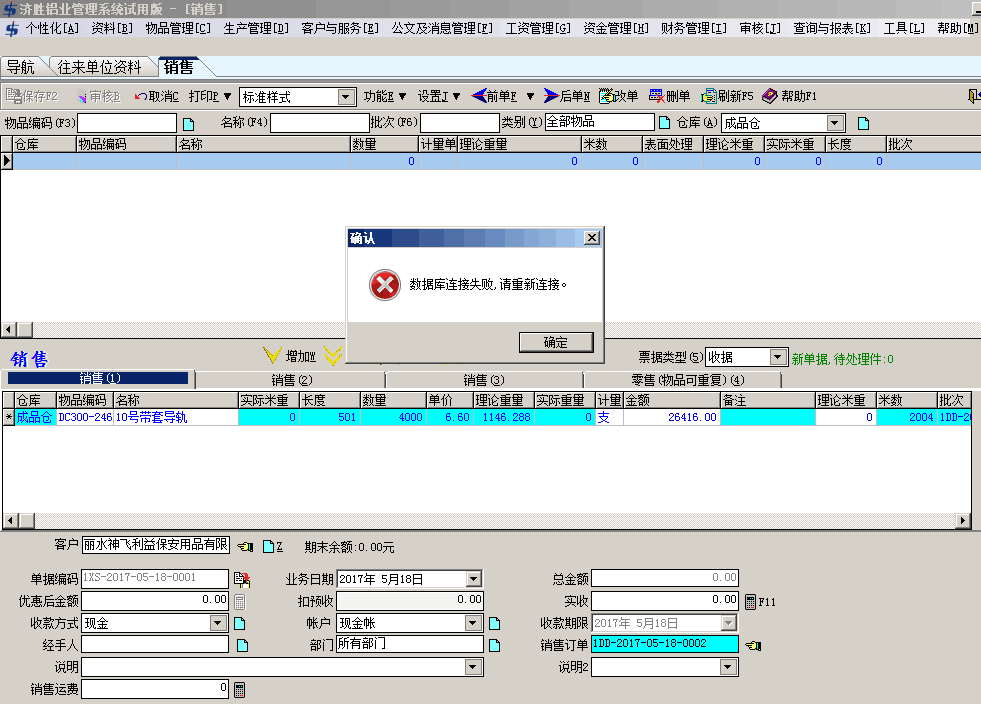 济胜铝业管理系统试用版 - [销售]
个性化[A] 资料[B] 物品管理[C] 生产管理[D] 客户与服务[E] 公文及消息管理[F] 工资管理[G] 资金管理[H] 财务管理[I] 审核[J] 查询与报表[K] 工具[L] 帮助[M]
导航 往来单位资料 销售
保存F2 审核B 取消C 打印P 标准样式 功能E 设置J 前单F 后单N 改单 删单 刷新F5 帮助F1
物品编码(F3) 名称(F4) 批次(F6) 类别(Y) 全部物品 仓库(A) 成品仓
仓库 物品编码 名称 数量 计量单 理论重量 米数 表面处理 理论米重 实际米重 长度 批次
0 0 0 0 0 0
确认
数据库连接失败,请重新连接。
确定
销售 增加W 票据类型(5) 收据 新单据,待处理件:0
销售(1) 销售(2) 销售(3) 零售(物品可重复)(4)
仓库 物品编码 名称 实际米重 长度 数量 单价 理论重量 实际重量 计量 金额 备注 理论米重 米数 批次
* 成品仓 DC300-246 10号带套导轨 0 501 4000 6.60 1146.288 0 支 26416.00 0 2004 1DD-20
客户 丽水神飞利益保安用品有限 Z 期末余额:0.00元
单据编码 1XS-2017-05-18-0001 业务日期 2017年 5月18日 总金额 0.00
优惠后金额 0.00 扣预收 0.00 实收 0.00 F11
收款方式 现金 帐户 现金帐 收款期限 2017年 5月18日
经手人 部门 所有部门 销售订单 1DD-2017-05-18-0002
说明 说明2
销售运费 0